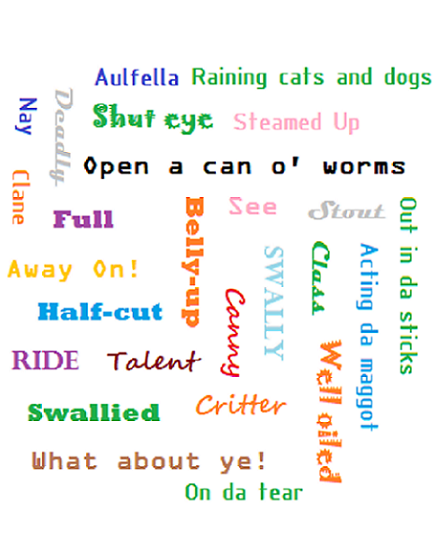 Aulfella
Raining cats and dogs
Nay
Deadly
Shut eye
Steamed Up
Open a can o' worms
Clane
Full
Belly-up
See
Stout
Out in da sticks
Away On!
Half-cut
Canny
SWALLY
Class
Acting da maggot
RIDE
Talent
Well oiled
Swallied
Critter
What about ye!
On da tear